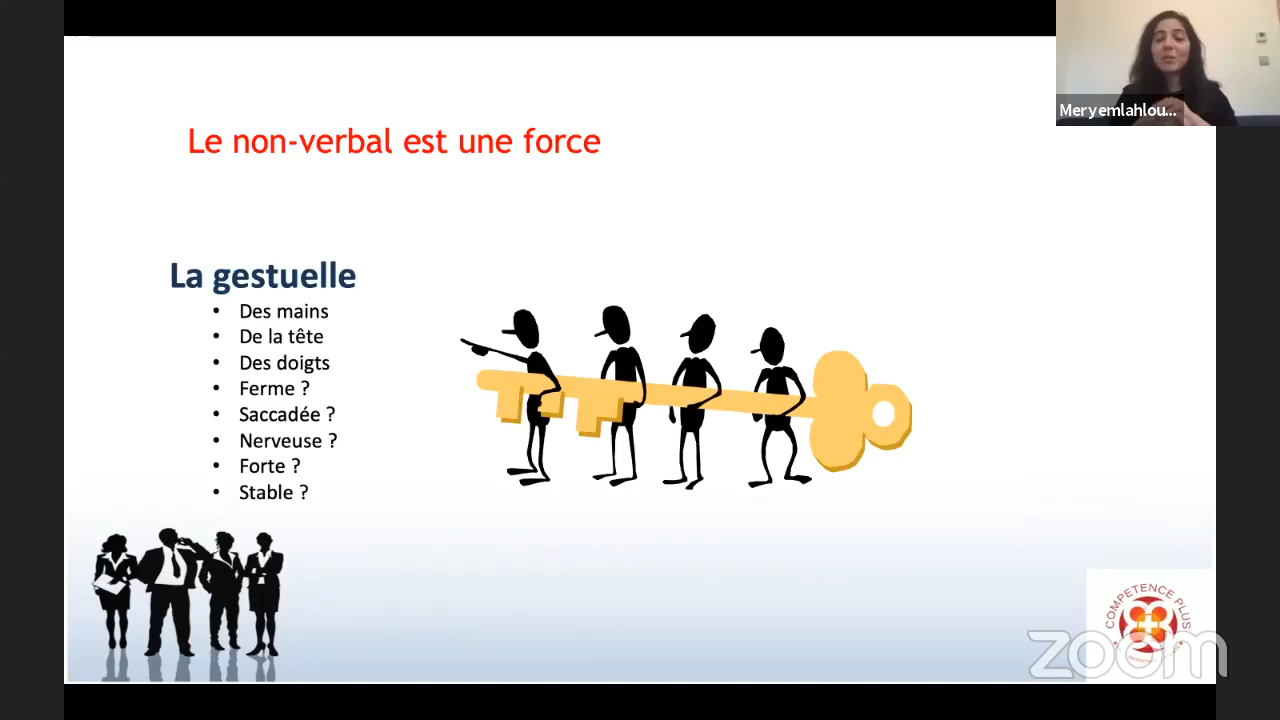 Meryemlahlou...
Le non-verbal est une force
La gestuelle
• Des mains
• De la tête
• Des doigts
• Ferme ?
• Saccadée ?
• Nerveuse ?
• Forte ?
• Stable ?
COMPETENCE PLUS
zoom